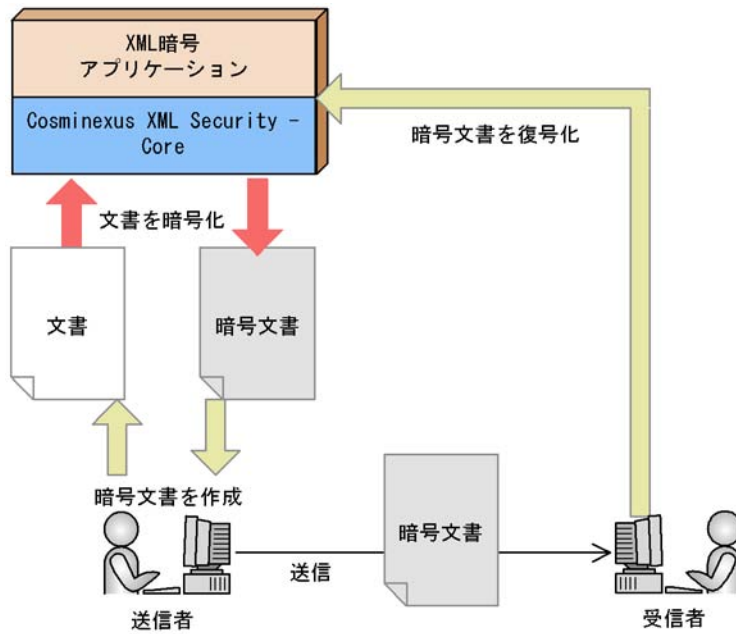 XML暗号
アプリケーション
Cosminexus XML Security –
Core
暗号文書を復号化
文書を暗号化
文書
暗号文書
暗号文書を作成
暗号文書
送信
送信者
受信者